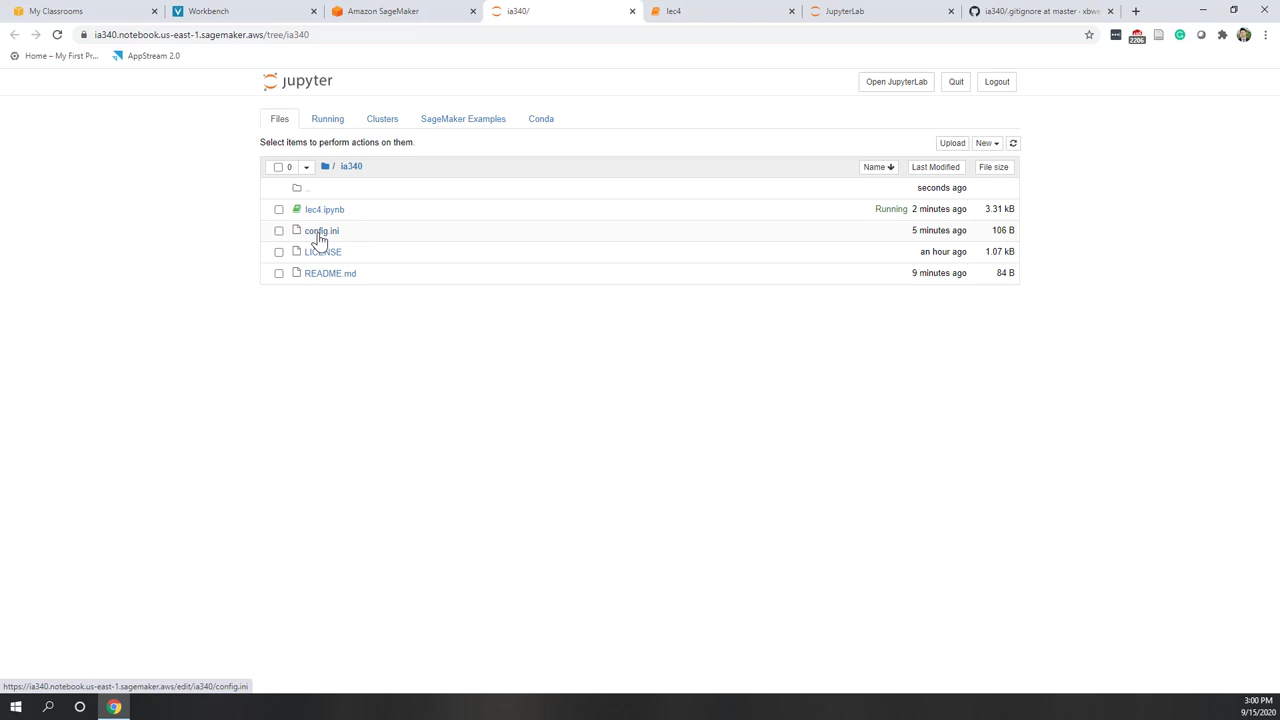 My Classrooms
Workbench
Amazon SageMaker
ia340/
lec4
JupyterLab
ia340/.gitignore at master · xbwe
ia340.notebook.us-east-1.sagemaker.aws/tree/ia340
2206
Home – My First Pr...
AppStream 2.0
jupyter
Open JupyterLab
Quit
Logout
Files
Running
Clusters
SageMaker Examples
Conda
Select items to perform actions on them.
Upload
New
0
/ ia340
Name
Last Modified
File size
..
seconds ago
lec4.ipynb
Running 2 minutes ago 3.31 kB
config.ini
5 minutes ago 106 B
LICENSE
an hour ago 1.07 kB
README.md
9 minutes ago 84 B
https://ia340.notebook.us-east-1.sagemaker.aws/edit/ia340/config.ini
3:00 PM
9/15/2020